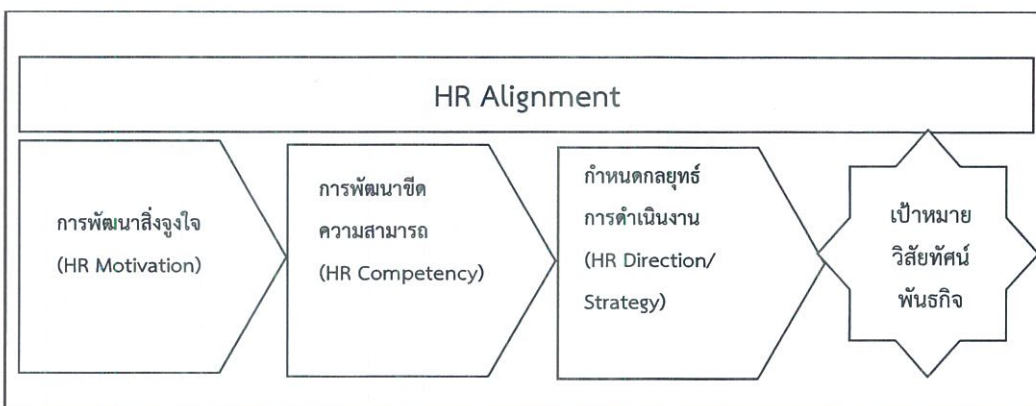 HR Alignment
การพัฒนาสิ่งจูงใจ
(HR Motivation)
การพัฒนาขีด
ความสามารถ
(HR Competency)
กำหนดกลยุทธ์
การดำเนินงาน
(HR Direction/
Strategy)
เป้าหมาย
วิสัยทัศน์
พันธกิจ